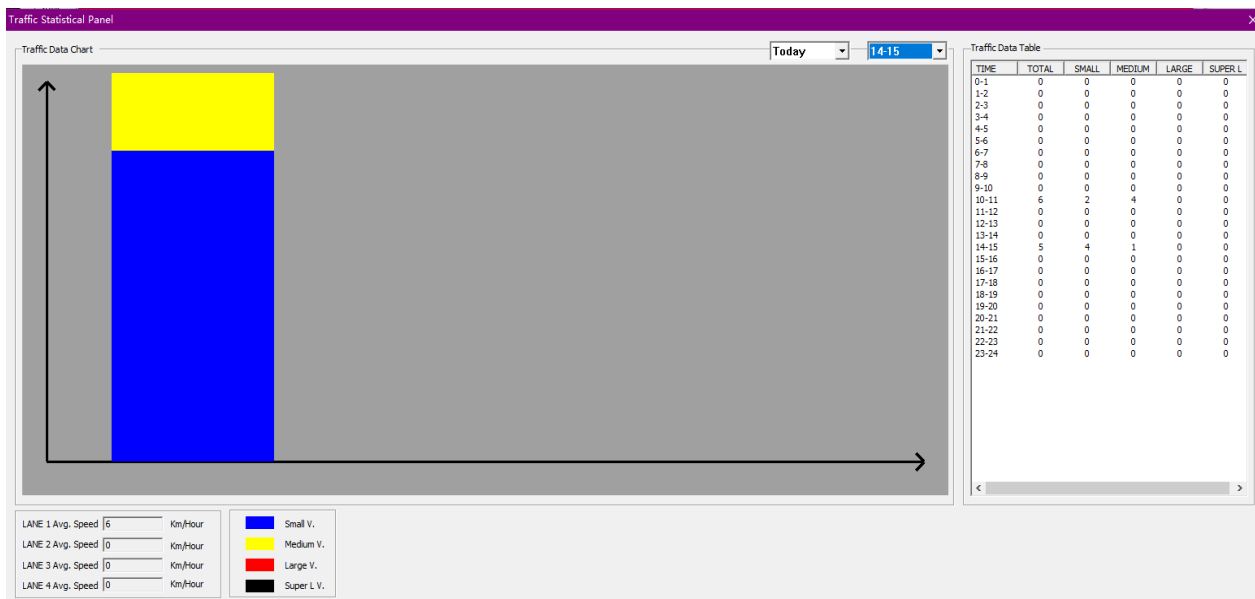 Traffic Statistical Panel
Traffic Data Chart
Today
14-15
Traffic Data Table
TIME TOTAL SMALL MEDIUM LARGE SUPER L
0-1 0 0 0 0 0
1-2 0 0 0 0 0
2-3 0 0 0 0 0
3-4 0 0 0 0 0
4-5 0 0 0 0 0
5-6 0 0 0 0 0
6-7 0 0 0 0 0
7-8 0 0 0 0 0
8-9 0 0 0 0 0
9-10 0 0 0 0 0
10-11 6 2 4 0 0
11-12 0 0 0 0 0
12-13 0 0 0 0 0
13-14 0 0 0 0 0
14-15 5 4 1 0 0
15-16 0 0 0 0 0
16-17 0 0 0 0 0
17-18 0 0 0 0 0
18-19 0 0 0 0 0
19-20 0 0 0 0 0
20-21 0 0 0 0 0
21-22 0 0 0 0 0
22-23 0 0 0 0 0
23-24 0 0 0 0 0
LANE 1 Avg. Speed 6 Km/Hour
LANE 2 Avg. Speed 0 Km/Hour
LANE 3 Avg. Speed 0 Km/Hour
LANE 4 Avg. Speed 0 Km/Hour
Small V.
Medium V.
Large V.
Super L V.